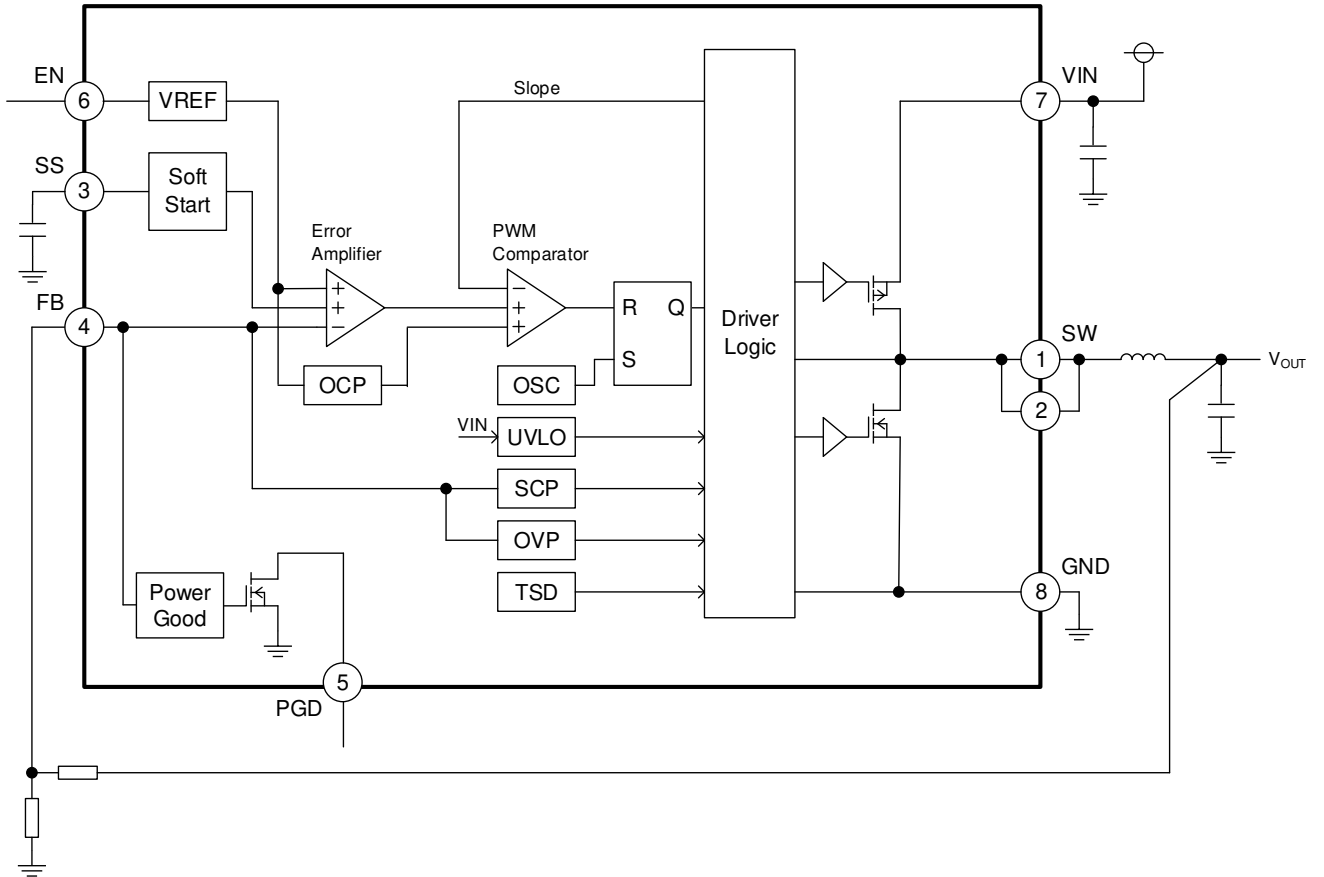 EN
6
VREF
Slope
VIN
7
SS
3
Soft
Start
Error
Amplifier
PWM
Comparator
FB
4
+
+
−
−
+
+
R
Q
S
Driver
Logic
SW
1
2
VOUT
OCP
OSC
VIN
UVLO
SCP
OVP
TSD
Power
Good
GND
8
5
PGD